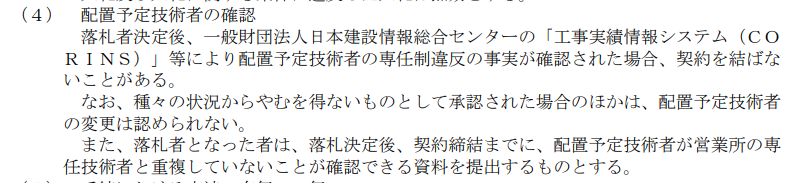 （４）　配置予定技術者の確認
落札者決定後、一般財団法人日本建設情報総合センターの「工事実績情報システム（ＣＯ
ＲＩＮＳ）」等により配置予定技術者の専任制違反の事実が確認された場合、契約を結ばな
いことがある。
なお、種々の状況からやむを得ないものとして承認された場合のほかは、配置予定技術者
の変更は認められない。
また、落札者となった者は、落札決定後、契約締結までに、配置予定技術者が営業所の専
任技術者と重複していないことが確認できる資料を提出するものとする。